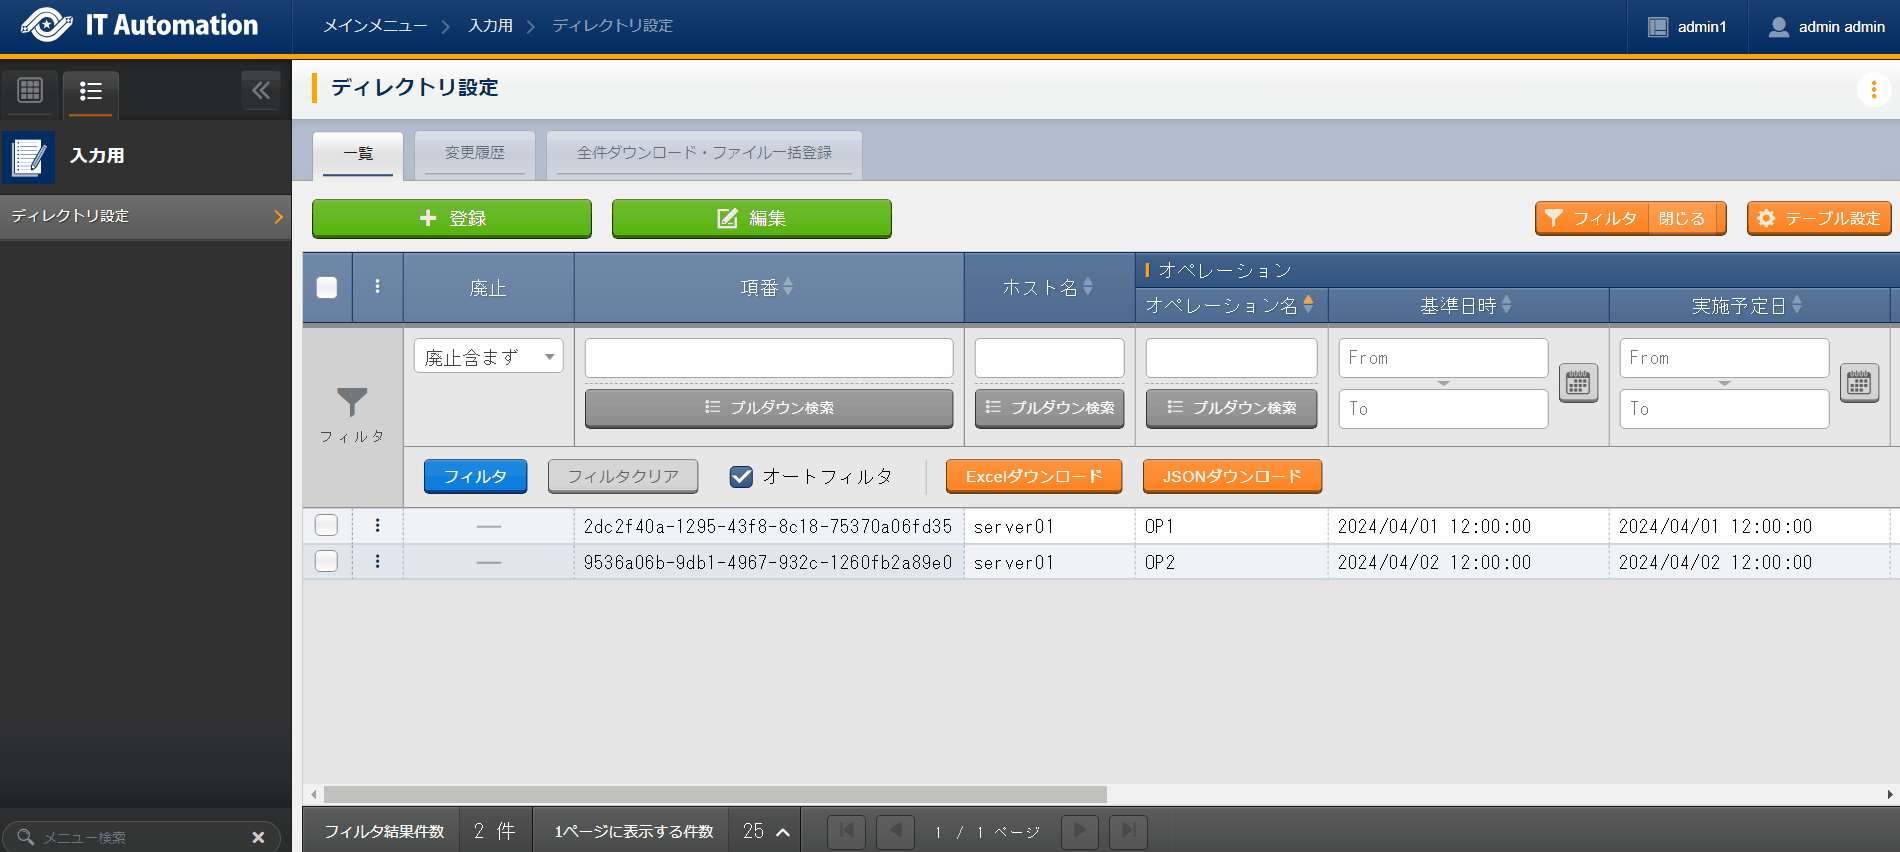 IT Automation
メインメニュー 入力用 ディレクトリ設定
admin1 admin admin
入力用
ディレクトリ設定
メニュー検索
ディレクトリ設定
一覧 変更履歴 全件ダウンロード・ファイル一括登録
登録 編集 フィルタ 閉じる テーブル設定
廃止 項番 ホスト名 オペレーション
オペレーション名 基準日時 実施予定日
フィルタ
廃止含まず From From
プルダウン検索 プルダウン検索 プルダウン検索 To To
フィルタ フィルタクリア オートフィルタ Excelダウンロード JSONダウンロード
— 2dc2f40a-1295-43f8-8c18-75370a06fd35 server01 OP1 2024/04/01 12:00:00 2024/04/01 12:00:00
— 9536a06b-9db1-4967-932c-1260fb2a89e0 server01 OP2 2024/04/02 12:00:00 2024/04/02 12:00:00
フィルタ結果件数 2 件 1ページに表示する件数 25 1 / 1 ページ